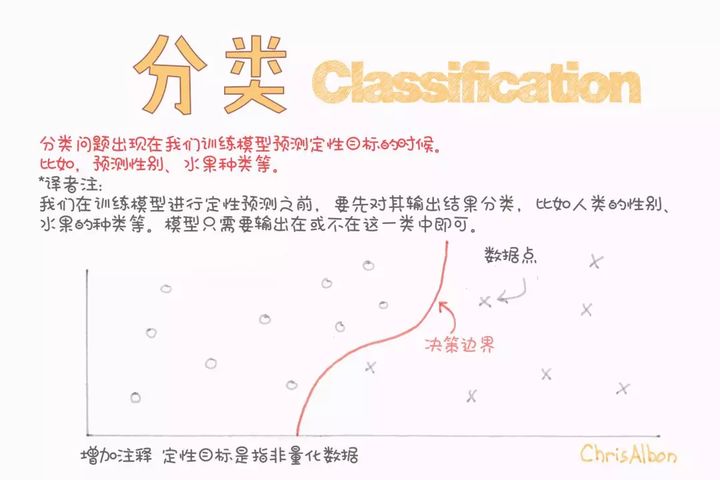 分类 Classification
分类问题出现在我们训练模型预测定性目标的时候。
比如，预测性别、水果种类等。
*译者注:
我们在训练模型进行定性预测之前，要先对其输出结果分类，比如人类的性别、
水果的种类等。模型只需要输出在或不在这一类中即可。
数据点
决策边界
增加注释 定性目标是指非量化数据
ChrisAlbon